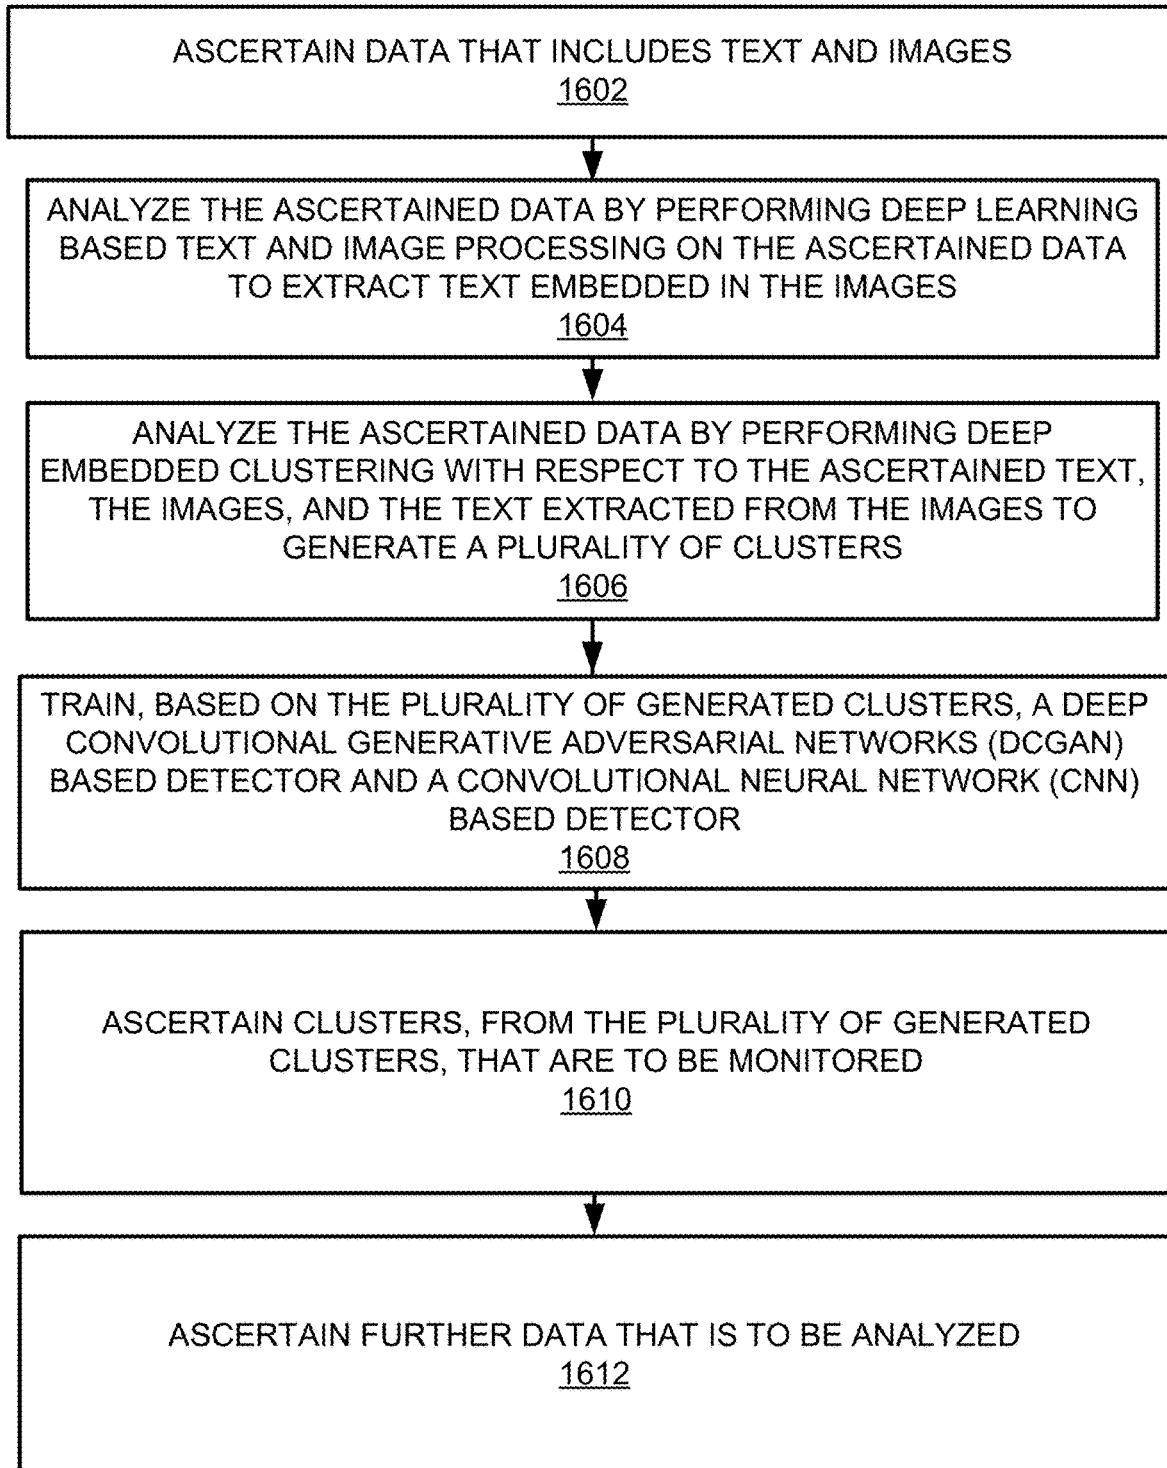 ASCERTAIN DATA THAT INCLUDES TEXT AND IMAGES
1602
ANALYZE THE ASCERTAINED DATA BY PERFORMING DEEP LEARNING
BASED TEXT AND IMAGE PROCESSING ON THE ASCERTAINED DATA
TO EXTRACT TEXT EMBEDDED IN THE IMAGES
1604
ANALYZE THE ASCERTAINED DATA BY PERFORMING DEEP
EMBEDDED CLUSTERING WITH RESPECT TO THE ASCERTAINED TEXT,
THE IMAGES, AND THE TEXT EXTRACTED FROM THE IMAGES TO
GENERATE A PLURALITY OF CLUSTERS
1606
TRAIN, BASED ON THE PLURALITY OF GENERATED CLUSTERS, A DEEP
CONVOLUTIONAL GENERATIVE ADVERSARIAL NETWORKS (DCGAN)
BASED DETECTOR AND A CONVOLUTIONAL NEURAL NETWORK (CNN)
BASED DETECTOR
1608
ASCERTAIN CLUSTERS, FROM THE PLURALITY OF GENERATED
CLUSTERS, THAT ARE TO BE MONITORED
1610
ASCERTAIN FURTHER DATA THAT IS TO BE ANALYZED
1612